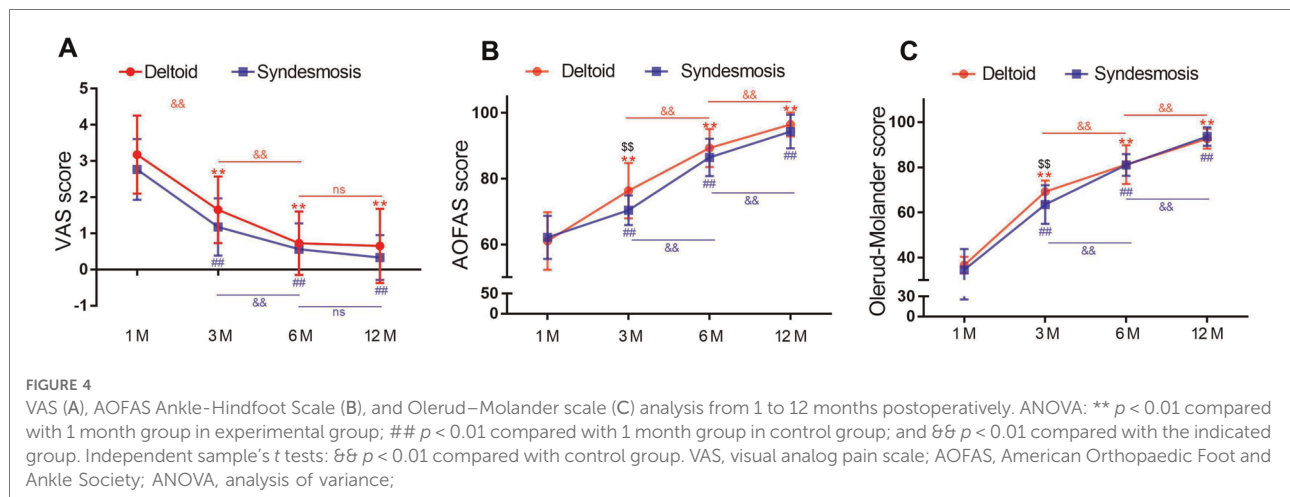 A
Deltoid Syndesmosis
VAS score
5
4
3
2
1
0
-1
&&
** && ** ns **
## ## ##
&& ns
1 M 3 M 6 M 12 M
B
Deltoid Syndesmosis
AOFAS score
100
80
60
50
0
&& &&
$$
** ** **
## ## ##
&& &&
1 M 3 M 6 M 12 M
C
Deltoid Syndesmosis
Olerud-Molander score
100
80
60
40
30
0
&& &&
$$
** ** **
## ## ##
&& &&
1 M 3 M 6 M 12 M
FIGURE 4
VAS (A), AOFAS Ankle-Hindfoot Scale (B), and Olerud–Molander scale (C) analysis from 1 to 12 months postoperatively. ANOVA: ** p < 0.01 compared
with 1 month group in experimental group; ## p < 0.01 compared with 1 month group in control group; and && p < 0.01 compared with the indicated
group. Independent sample's t tests: && p < 0.01 compared with control group. VAS, visual analog pain scale; AOFAS, American Orthopaedic Foot and
Ankle Society; ANOVA, analysis of variance;